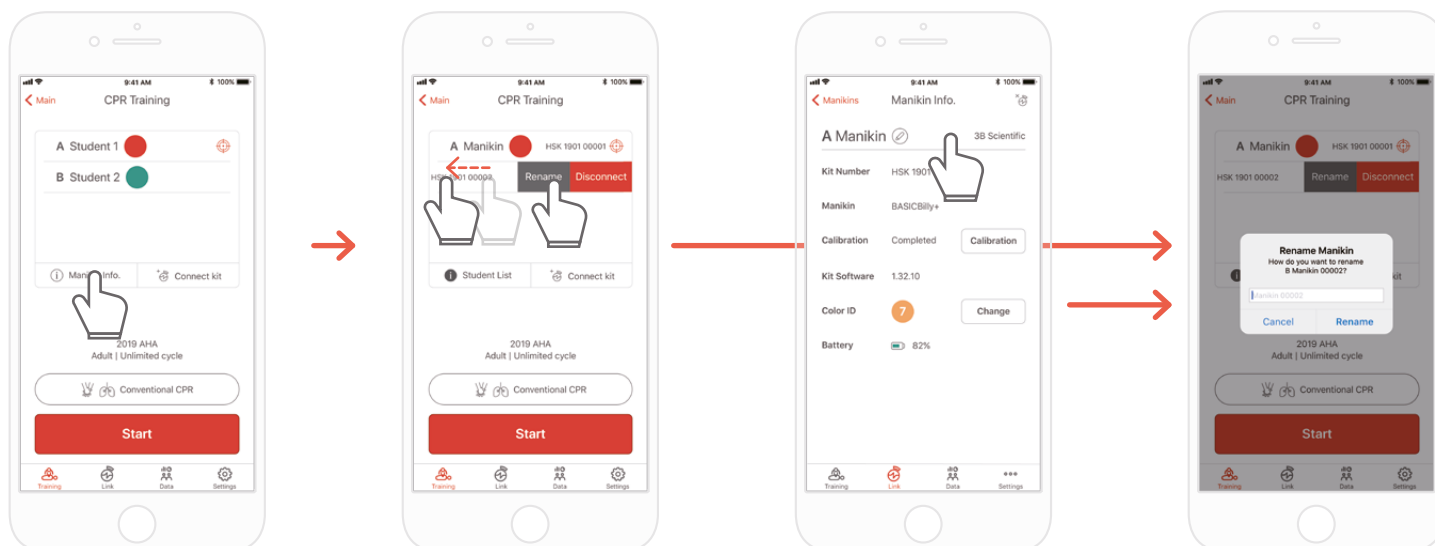 9:41 AM
100%
Main
CPR Training
A Student 1
B Student 2
Manikin Info.
Connect kit
2019 AHA
Adult | Unlimited cycle
Conventional CPR
Start
Training
Link
Data
Settings
9:41 AM
100%
Main
CPR Training
A Manikin
HSK 1901 00001
HSK 1901 00002
Rename
Disconnect
Student List
Connect kit
2019 AHA
Adult | Unlimited cycle
Conventional CPR
Start
Training
Link
Data
Settings
9:41 AM
100%
Manikins
Manikin Info.
A Manikin
3B Scientific
Kit Number
HSK 1901
Manikin
BASICBilly+
Calibration
Completed
Calibration
Kit Software
1.32.10
Color ID
7
Change
Battery
82%
Training
Link
Data
Settings
9:41 AM
100%
Main
CPR Training
A Manikin
HSK 1901 00001
HSK 1901 00002
Rename
Disconnect
Rename Manikin
How do you want to rename
B Manikin 00002?
Manikin 00002
Cancel
Rename
kit
2019 AHA
Adult | Unlimited cycle
Conventional CPR
Start
Training
Link
Data
Settings